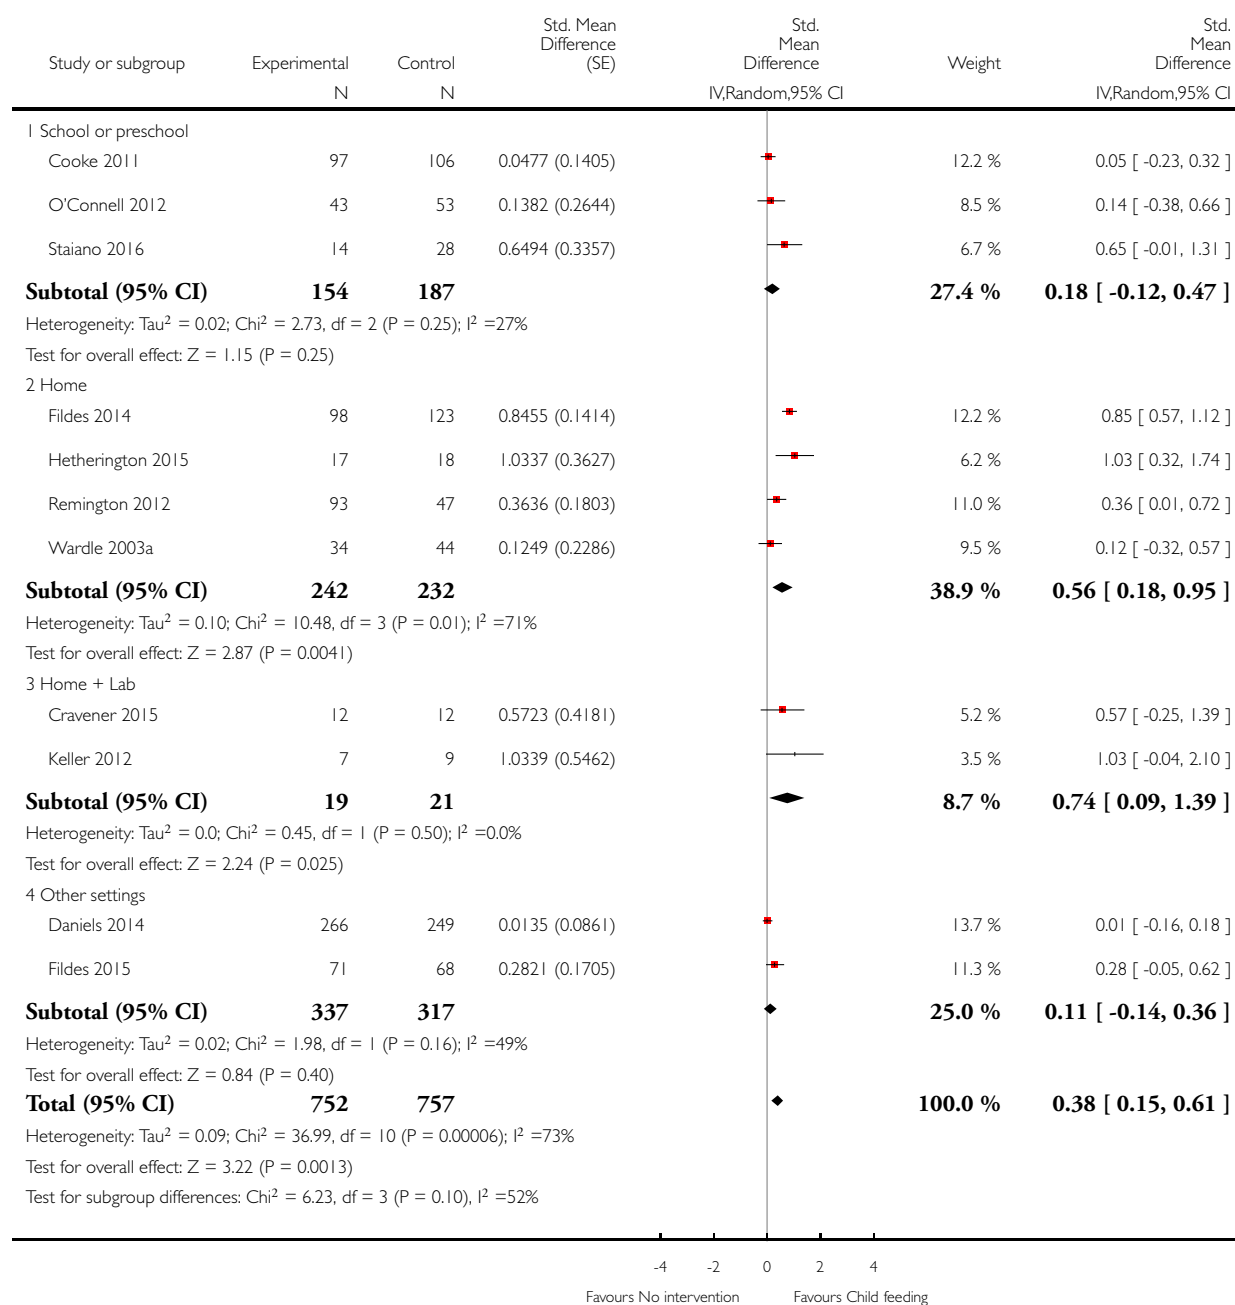 Study or subgroup Experimental Control Std. Mean Difference (SE) Std. Mean Difference Weight Std. Mean Difference
N N IV,Random,95% CI IV,Random,95% CI
1 School or preschool
Cooke 2011 97 106 0.0477 (0.1405) 12.2 % 0.05 [ -0.23, 0.32 ]
O'Connell 2012 43 53 0.1382 (0.2644) 8.5 % 0.14 [ -0.38, 0.66 ]
Staiano 2016 14 28 0.6494 (0.3357) 6.7 % 0.65 [ -0.01, 1.31 ]
Subtotal (95% CI) 154 187 27.4 % 0.18 [ -0.12, 0.47 ]
Heterogeneity: Tau² = 0.02; Chi² = 2.73, df = 2 (P = 0.25); I² =27%
Test for overall effect: Z = 1.15 (P = 0.25)
2 Home
Fildes 2014 98 123 0.8455 (0.1414) 12.2 % 0.85 [ 0.57, 1.12 ]
Hetherington 2015 17 18 1.0337 (0.3627) 6.2 % 1.03 [ 0.32, 1.74 ]
Remington 2012 93 47 0.3636 (0.1803) 11.0 % 0.36 [ 0.01, 0.72 ]
Wardle 2003a 34 44 0.1249 (0.2286) 9.5 % 0.12 [ -0.32, 0.57 ]
Subtotal (95% CI) 242 232 38.9 % 0.56 [ 0.18, 0.95 ]
Heterogeneity: Tau² = 0.10; Chi² = 10.48, df = 3 (P = 0.01); I² =71%
Test for overall effect: Z = 2.87 (P = 0.0041)
3 Home + Lab
Cravener 2015 12 12 0.5723 (0.4181) 5.2 % 0.57 [ -0.25, 1.39 ]
Keller 2012 7 9 1.0339 (0.5462) 3.5 % 1.03 [ -0.04, 2.10 ]
Subtotal (95% CI) 19 21 8.7 % 0.74 [ 0.09, 1.39 ]
Heterogeneity: Tau² = 0.0; Chi² = 0.45, df = 1 (P = 0.50); I² =0.0%
Test for overall effect: Z = 2.24 (P = 0.025)
4 Other settings
Daniels 2014 266 249 0.0135 (0.0861) 13.7 % 0.01 [ -0.16, 0.18 ]
Fildes 2015 71 68 0.2821 (0.1705) 11.3 % 0.28 [ -0.05, 0.62 ]
Subtotal (95% CI) 337 317 25.0 % 0.11 [ -0.14, 0.36 ]
Heterogeneity: Tau² = 0.02; Chi² = 1.98, df = 1 (P = 0.16); I² =49%
Test for overall effect: Z = 0.84 (P = 0.40)
Total (95% CI) 752 757 100.0 % 0.38 [ 0.15, 0.61 ]
Heterogeneity: Tau² = 0.09; Chi² = 36.99, df = 10 (P = 0.00006); I² =73%
Test for overall effect: Z = 3.22 (P = 0.0013)
Test for subgroup differences: Chi² = 6.23, df = 3 (P = 0.10), I² =52%
-4 -2 0 2 4
Favours No intervention Favours Child feeding